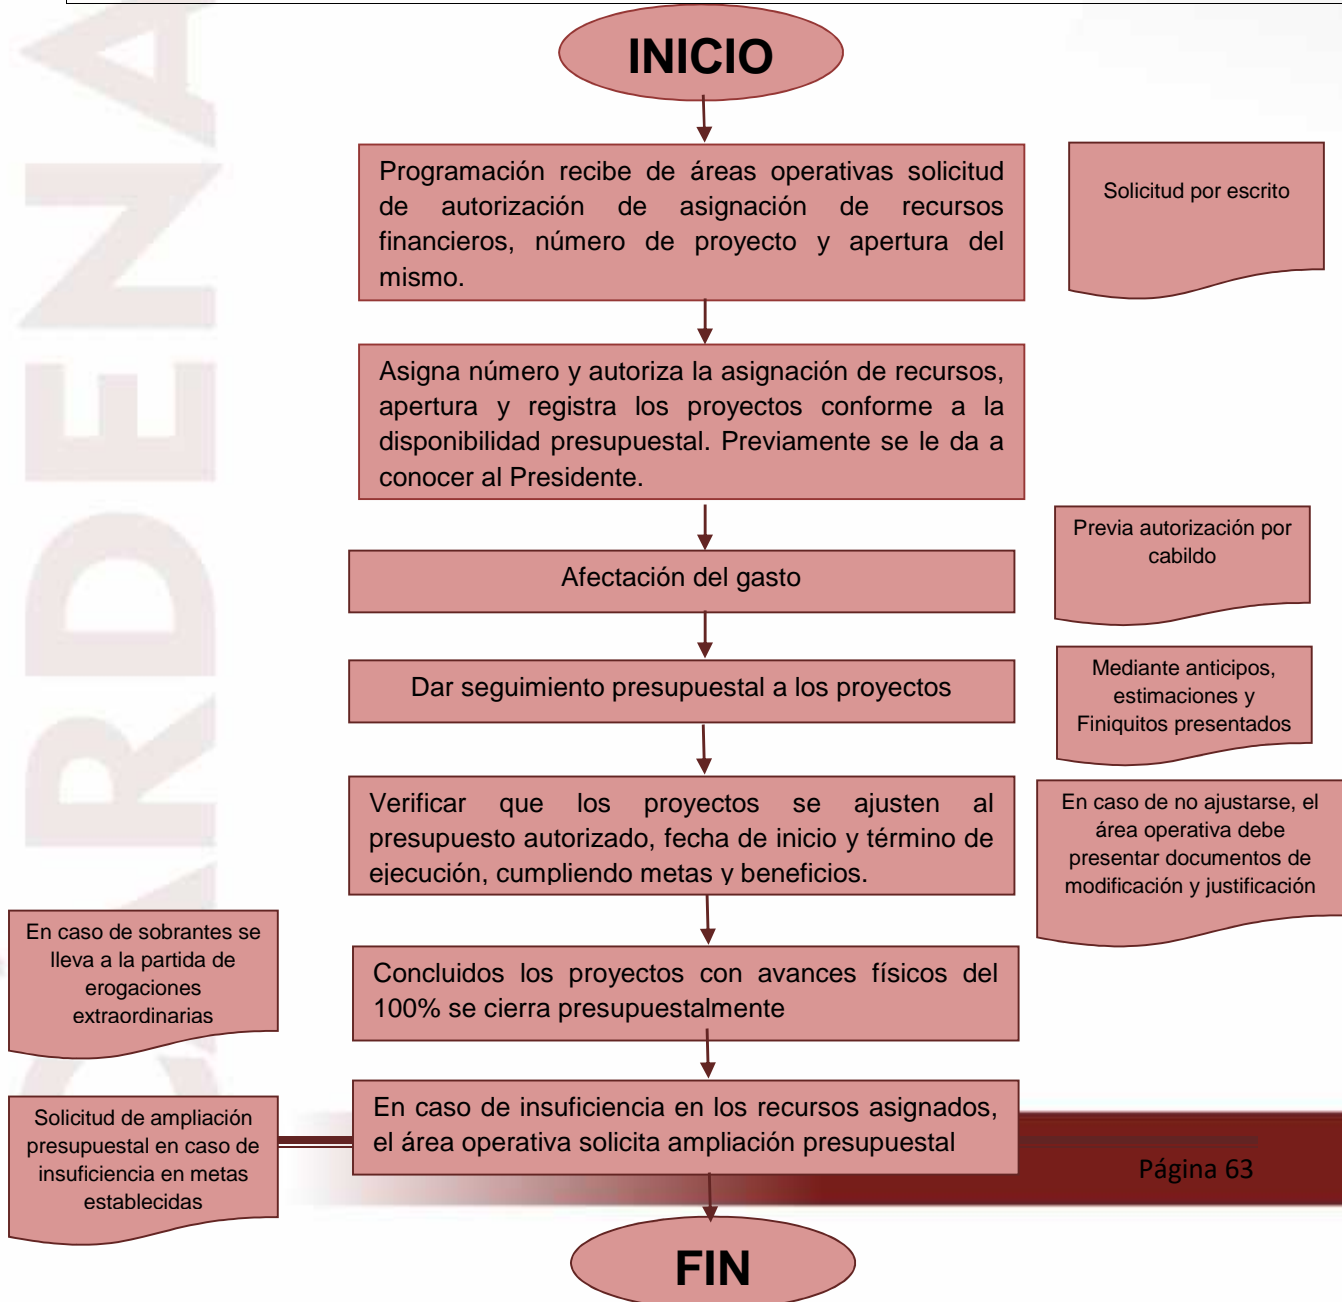 INICIO
Programación recibe de áreas operativas solicitud
de autorización de asignación de recursos
financieros, número de proyecto y apertura del
mismo.
Solicitud por escrito
Asigna número y autoriza la asignación de recursos,
apertura y registra los proyectos conforme a la
disponibilidad presupuestal. Previamente se le da a
conocer al Presidente.
Afectación del gasto
Previa autorización por
cabildo
Dar seguimiento presupuestal a los proyectos
Mediante anticipos,
estimaciones y
Finiquitos presentados
Verificar que los proyectos se ajusten al
presupuesto autorizado, fecha de inicio y término de
ejecución, cumpliendo metas y beneficios.
En caso de no ajustarse, el
área operativa debe
presentar documentos de
modificación y justificación
En caso de sobrantes se
lleva a la partida de
erogaciones
extraordinarias
Concluidos los proyectos con avances físicos del
100% se cierra presupuestalmente
Solicitud de ampliación
presupuestal en caso de
insuficiencia en metas
establecidas
En caso de insuficiencia en los recursos asignados,
el área operativa solicita ampliación presupuestal
Página 63
FIN
CARDENA